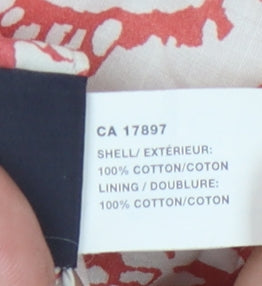 CA 17897
SHELL/ EXTÉRIEUR:
100% COTTON/COTON
LINING / DOUBLURE:
100% COTTON/COTON